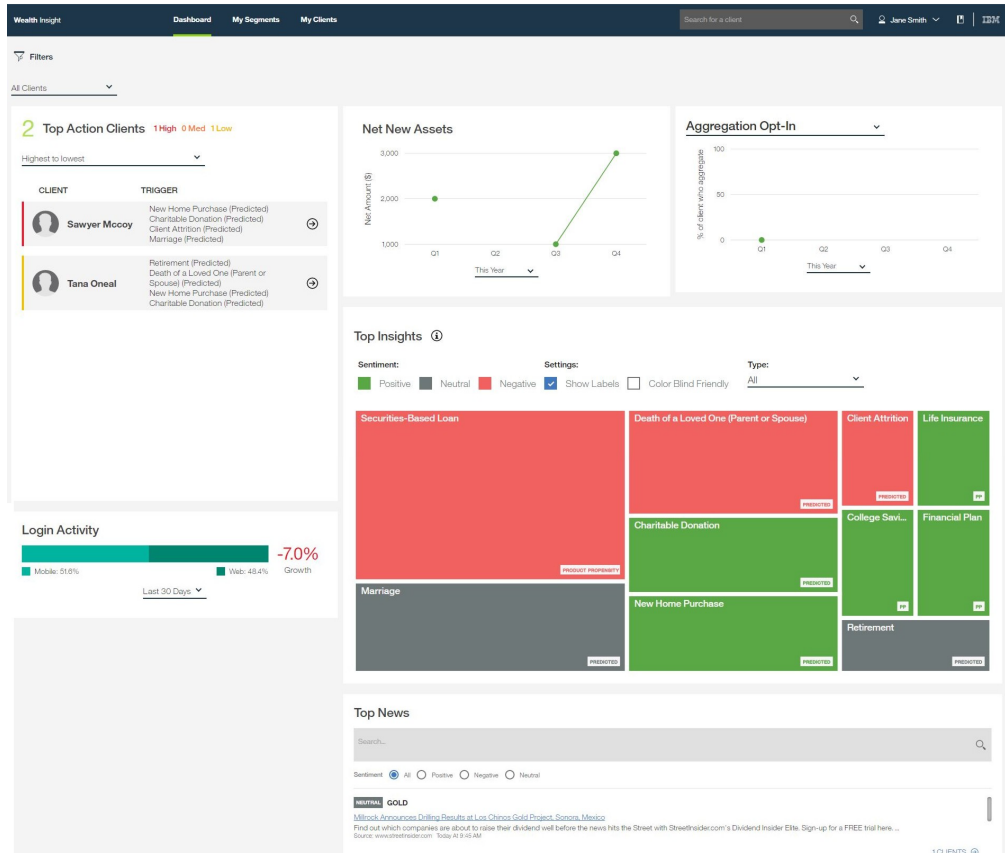 Wealth Insight Dashboard My Segments My Clients Search for a client Jane Smith IBM
Filters
All Clients
2 Top Action Clients 1 High 0 Med 1 Low
Highest to lowest
CLIENT TRIGGER
Sawyer Mccoy
New Home Purchase (Predicted)
Charitable Donation (Predicted)
Client Attrition (Predicted)
Marriage (Predicted)
Tana Oneal
Retirement (Predicted)
Death of a Loved One (Parent or
Spouse) (Predicted)
New Home Purchase (Predicted)
Charitable Donation (Predicted)
Net New Assets
Net Amount ($)
3,000
2,000
1,000
Q1 Q2 Q3 Q4
This Year
Aggregation Opt-In
% of client who aggregate
100
50
0
Q1 Q2 Q3 Q4
This Year
Login Activity
-7.0%
Growth
Mobile: 51.6% Web: 48.4%
Last 30 Days
Top Insights
Sentiment: Settings: Type:
Positive Neutral Negative Show Labels Color Blind Friendly All
Securities-Based Loan
PRODUCT PROPENSITY
Marriage
PREDICTED
Death of a Loved One (Parent or Spouse)
PREDICTED
Charitable Donation
PREDICTED
New Home Purchase
PREDICTED
Client Attrition
PREDICTED
Life Insurance
PP
College Savi...
PP
Financial Plan
PP
Retirement
PREDICTED
Top News
Search...
Sentiment All Positive Negative Neutral
NEUTRAL GOLD
Millrock Announces Drilling Results at Los Chinos Gold Project, Sonora, Mexico
Find out which companies are about to raise their dividend well before the news hits the Street with StreetInsider.com's Dividend Insider Elite. Sign-up for a FREE trial here. ...
Source: www.streetinsider.com Today At 9:45 AM
1 CLIENTS